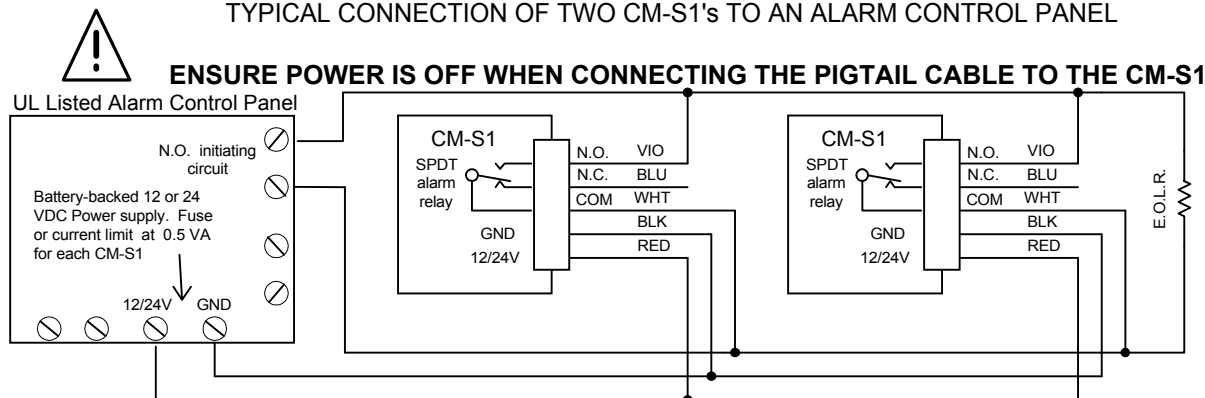 TYPICAL CONNECTION OF TWO CM-S1's TO AN ALARM CONTROL PANEL
ENSURE POWER IS OFF WHEN CONNECTING THE PIGTAIL CABLE TO THE CM-S1
UL Listed Alarm Control Panel
N.O. initiating
circuit
Battery-backed 12 or 24
VDC Power supply. Fuse
or current limit at 0.5 VA
for each CM-S1
12/24V GND
CM-S1
SPDT
alarm
relay
GND
12/24V
N.O. VIO
N.C. BLU
COM WHT
BLK
RED
CM-S1
SPDT
alarm
relay
GND
12/24V
N.O. VIO
N.C. BLU
COM WHT
BLK
RED
E.O.L.R.